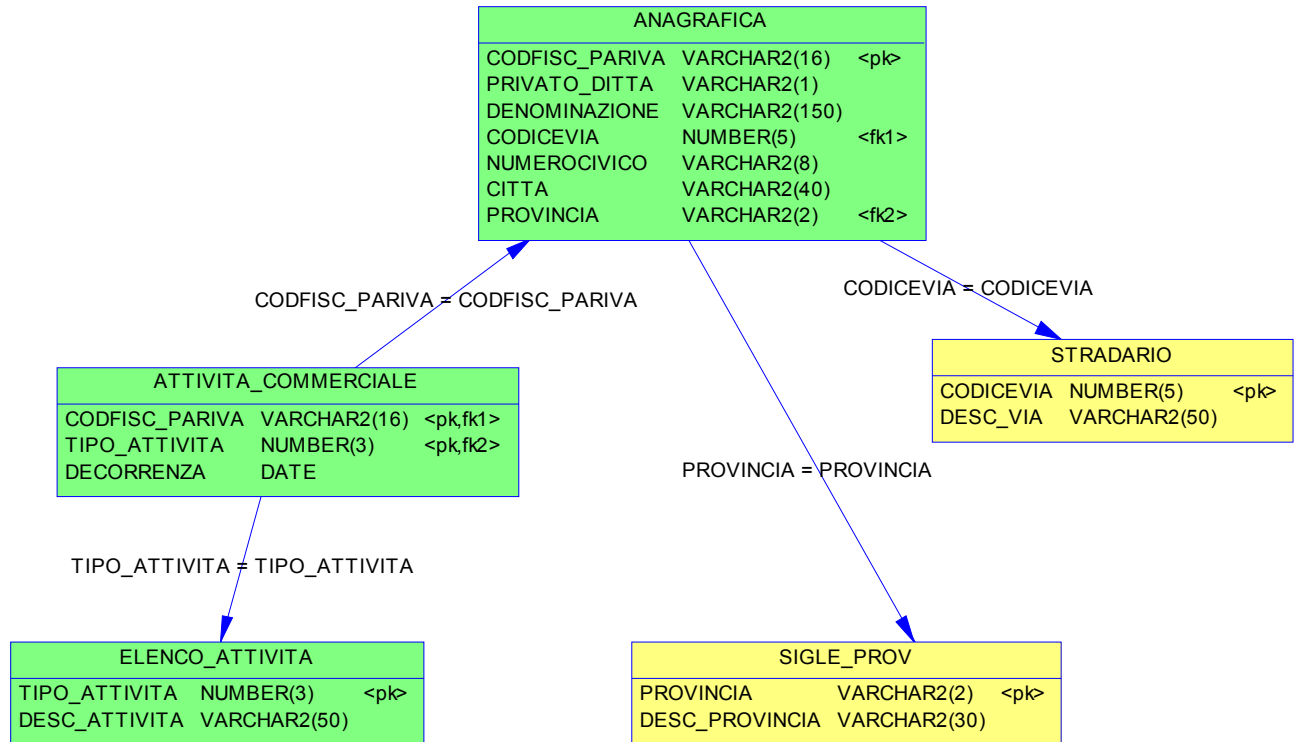 ANAGRAFICA
CODFISC_PARIVA VARCHAR2(16) <pk>
PRIVATO_DITTA VARCHAR2(1)
DENOMINAZIONE VARCHAR2(150)
CODICEVIA NUMBER(5) <fk1>
NUMEROCIVICO VARCHAR2(8)
CITTA VARCHAR2(40)
PROVINCIA VARCHAR2(2) <fk2>
CODFISC_PARIVA = CODFISC_PARIVA
CODICEVIA = CODICEVIA
STRADARIO
CODICEVIA NUMBER(5) <pk>
DESC_VIA VARCHAR2(50)
ATTIVITA_COMMERCIALE
CODFISC_PARIVA VARCHAR2(16) <pk,fk1>
TIPO_ATTIVITA NUMBER(3) <pk,fk2>
DECORRENZA DATE
PROVINCIA = PROVINCIA
TIPO_ATTIVITA = TIPO_ATTIVITA
ELENCO_ATTIVITA
TIPO_ATTIVITA NUMBER(3) <pk>
DESC_ATTIVITA VARCHAR2(50)
SIGLE_PROV
PROVINCIA VARCHAR2(2) <pk>
DESC_PROVINCIA VARCHAR2(30)